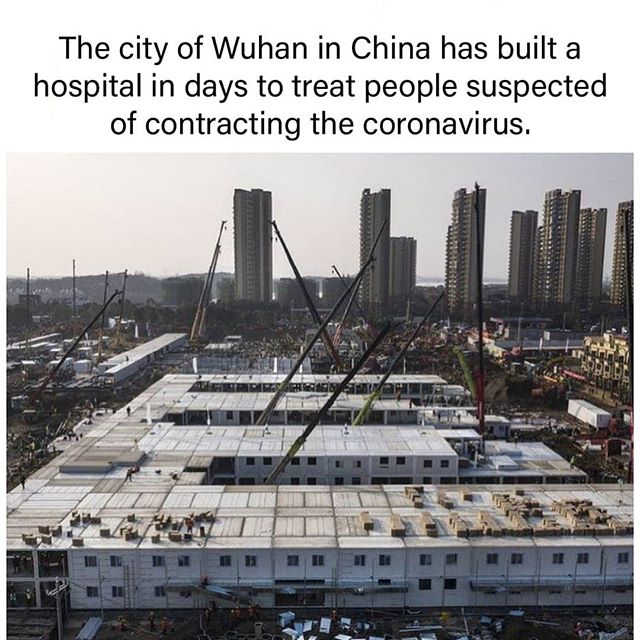 The city of Wuhan in China has built a
hospital in days to treat people suspected
of contracting the coronavirus.